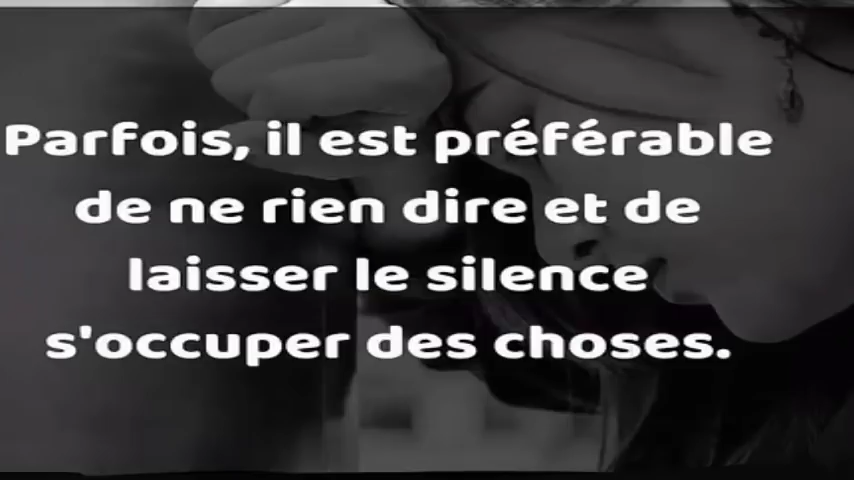 Parfois, il est préférable
de ne rien dire et de
laisser le silence
s'occuper des choses.